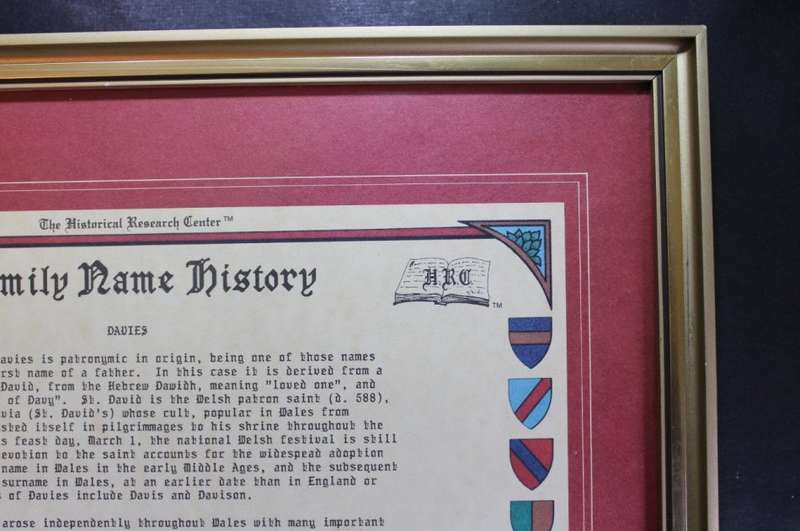 The Historical Research Center™
mily Name History
HRC
™
DAVIES
avies is patronymic in origin, being one of those names
rst name of a father. In this case it is derived from a
David, from the Hebrew Dawidh, meaning "loved one", and
of Davy". St. David is the Welsh patron saint (d. 588),
via (St. David's) whose cult, popular in Wales from
sted itself in pilgrimmages to his shrine throughout the
s feast day, March 1, the national Welsh festival is still
evotion to the saint accounts for the widespead adoption
name in Wales in the early Middle Ages, and the subsequent
surname in Wales, at an earlier date than in England or
s of Davies include Davis and Davison.
arose independently throughout Wales with many important